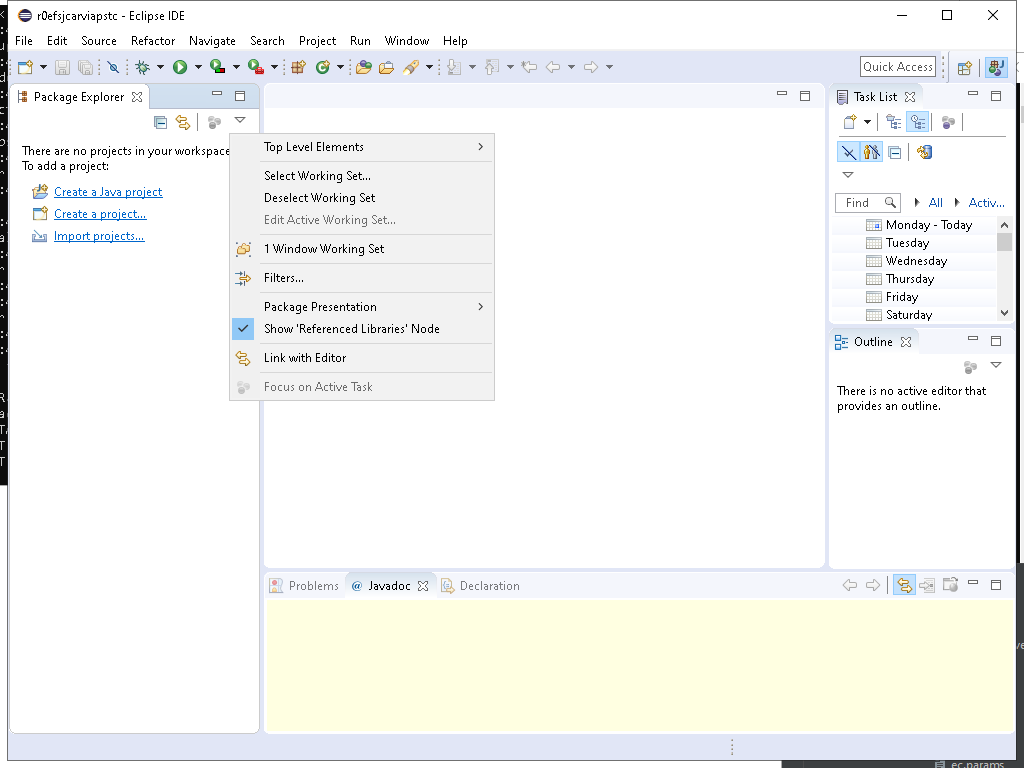 r0efsjcarviapstc - Eclipse IDE
File Edit Source Refactor Navigate Search Project Run Window Help
Quick Access
Package Explorer
There are no projects in your workspace
To add a project:
Create a Java project
Create a project...
Import projects...
Top Level Elements
Select Working Set...
Deselect Working Set
Edit Active Working Set...
1 Window Working Set
Filters...
Package Presentation
Show 'Referenced Libraries' Node
Link with Editor
Focus on Active Task
Task List
Find All Activ...
Monday - Today
Tuesday
Wednesday
Thursday
Friday
Saturday
Outline
There is no active editor that
provides an outline.
Problems @ Javadoc Declaration
ec.params